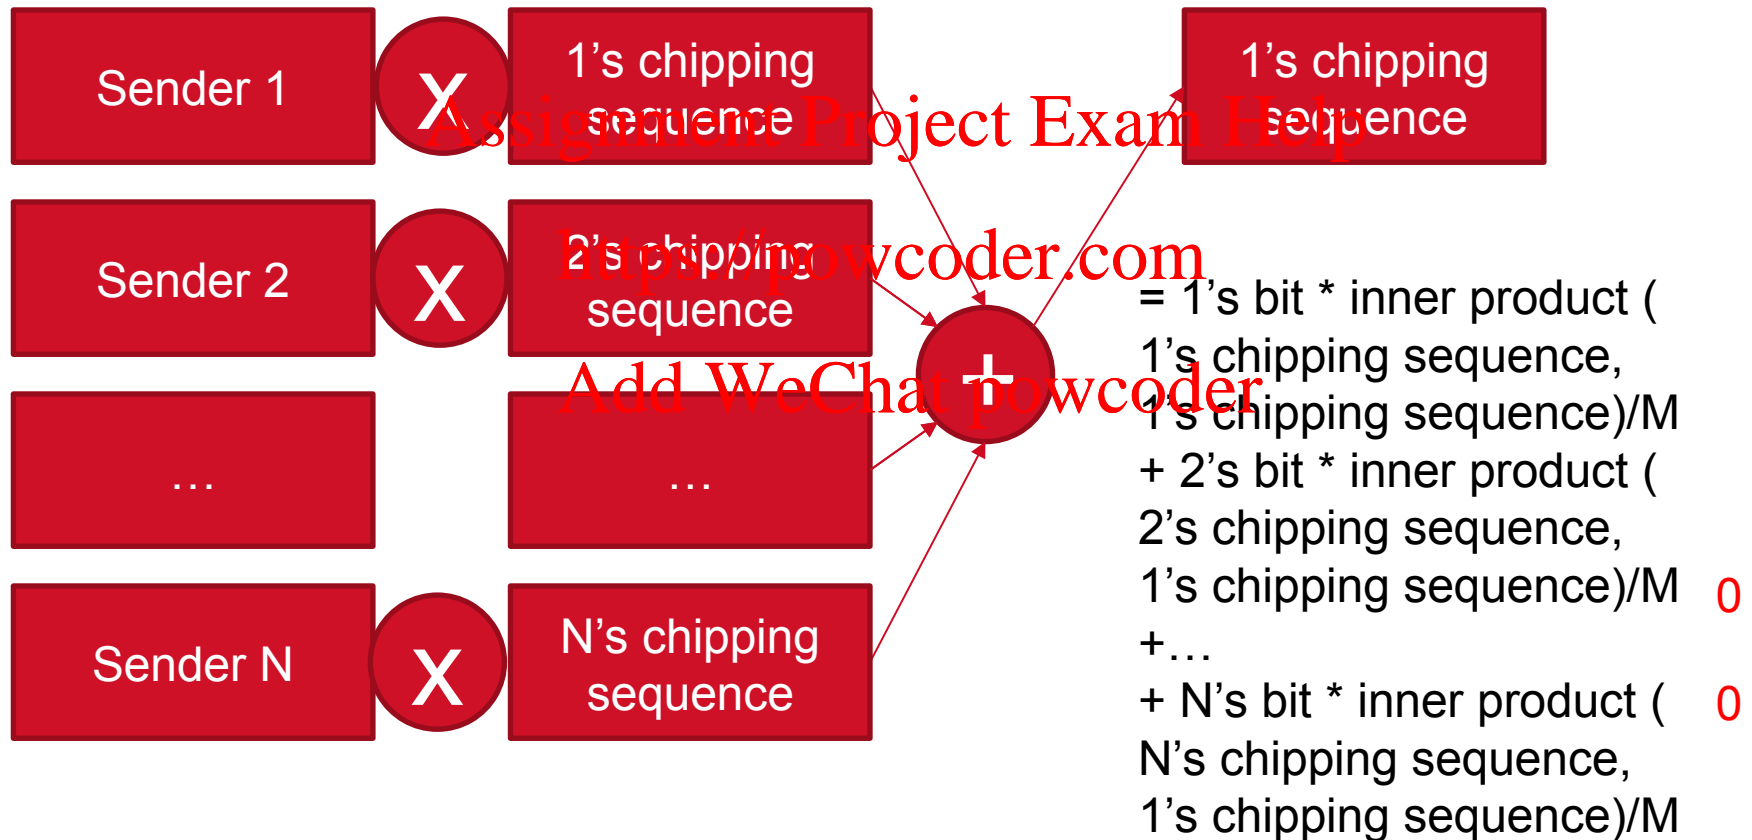 Sender 1
X
1’s chipping
sequence
1’s chipping
sequence
Assignment Project Exam Help
Sender 2
X
2’s chipping
sequence
https://powcoder.com
= 1’s bit * inner product (
1’s chipping sequence,
1’s chipping sequence)/M
+ 2’s bit * inner product (
2’s chipping sequence,
1’s chipping sequence)/M 0
+…
+ N’s bit * inner product ( 0
N’s chipping sequence,
1’s chipping sequence)/M
+
Add WeChat powcoder
…
…
Sender N
X
N’s chipping
sequence